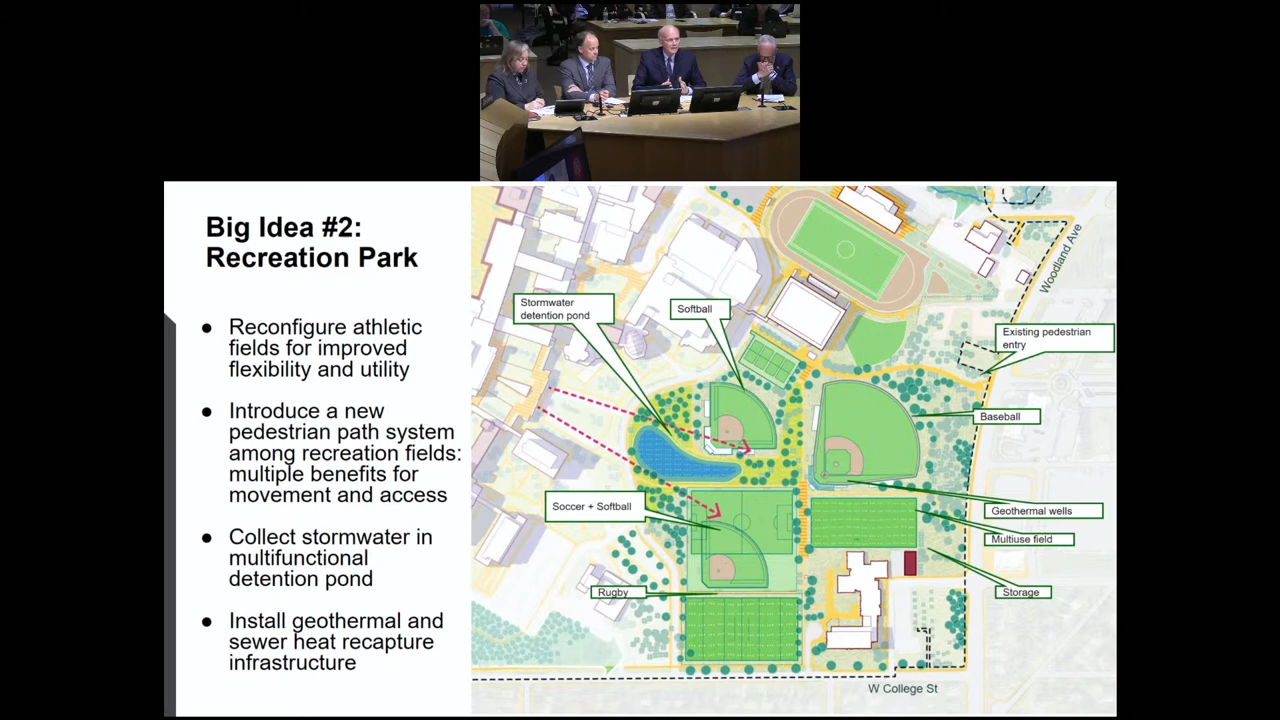 Big Idea #2:
Recreation Park
● Reconfigure athletic
fields for improved
flexibility and utility
● Introduce a new
pedestrian path system
among recreation fields:
multiple benefits for
movement and access
● Collect stormwater in
multifunctional
detention pond
● Install geothermal and
sewer heat recapture
infrastructure
Stormwater
detention pond
Softball
Woodland Ave
Existing pedestrian
entry
Baseball
Soccer + Softball
Geothermal wells
Multiuse field
Rugby
Storage
W College St